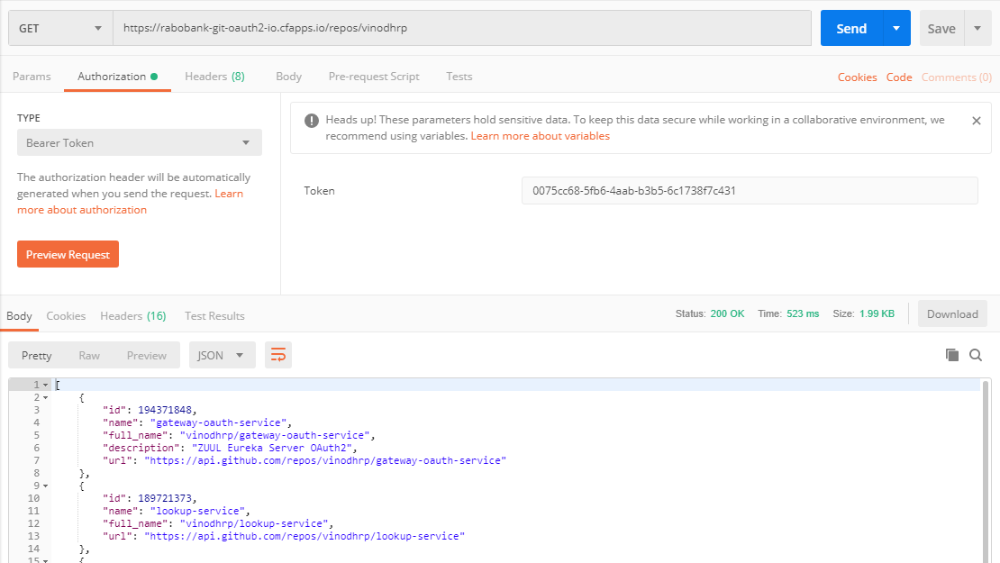 GET https://rabobank-git-oauth2-io.cfapps.io/repos/vinodhrp Send Save
Params Authorization Headers (8) Body Pre-request Script Tests Cookies Code Comments (0)
TYPE
Bearer Token
The authorization header will be automatically
generated when you send the request. Learn
more about authorization
Preview Request
Heads up! These parameters hold sensitive data. To keep this data secure while working in a collaborative environment, we
recommend using variables. Learn more about variables
Token 0075cc68-5fb6-4aab-b3b5-6c1738f7c431
Body Cookies Headers (16) Test Results Status: 200 OK Time: 523 ms Size: 1.99 KB Download
Pretty Raw Preview JSON
1 [
2 {
3 "id": 194371848,
4 "name": "gateway-oauth-service",
5 "full_name": "vinodhrp/gateway-oauth-service",
6 "description": "ZUUL Eureka Server OAuth2",
7 "url": "https://api.github.com/repos/vinodhrp/gateway-oauth-service"
8 },
9 {
10 "id": 189721373,
11 "name": "lookup-service",
12 "full_name": "vinodhrp/lookup-service",
13 "url": "https://api.github.com/repos/vinodhrp/lookup-service"
14 },
15 {